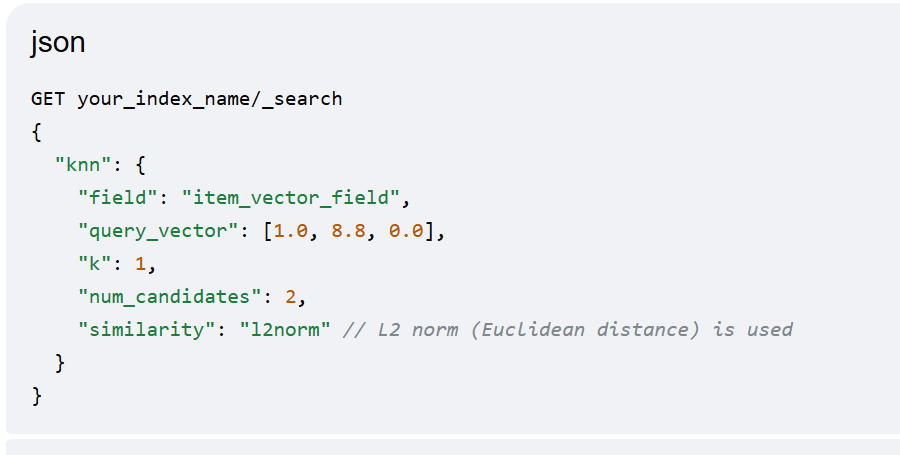 json
GET your_index_name/_search
{
  "knn": {
    "field": "item_vector_field",
    "query_vector": [1.0, 8.8, 0.0],
    "k": 1,
    "num_candidates": 2,
    "similarity": "l2norm" // L2 norm (Euclidean distance) is used
  }
}